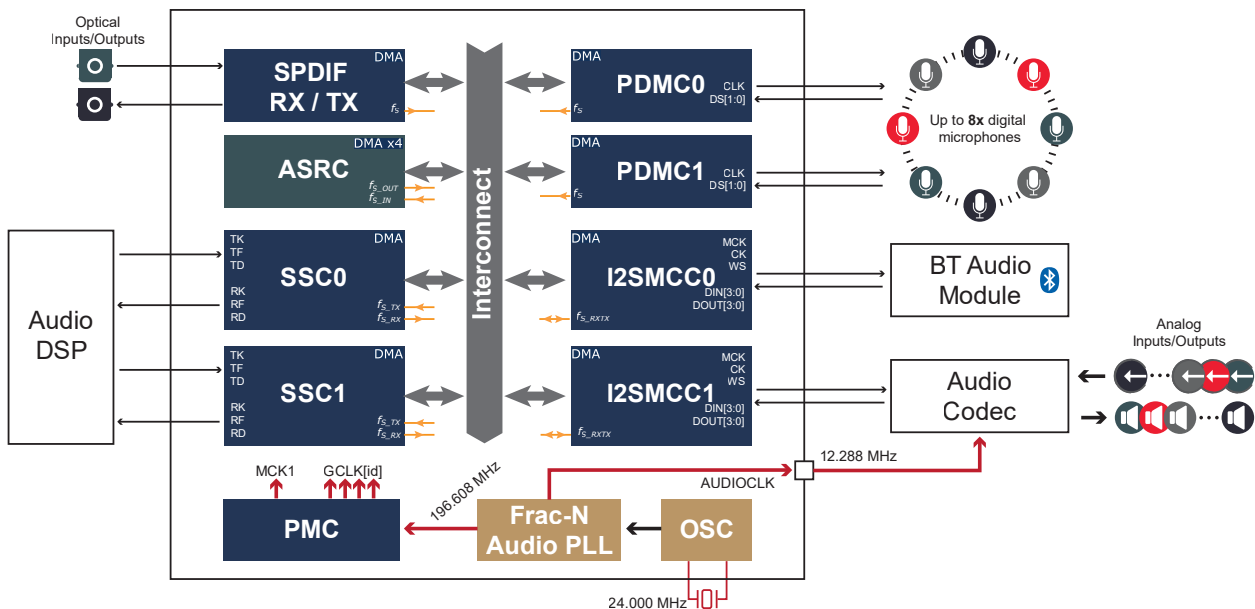 Optical
Inputs/Outputs
DMA
SPDIF
RX / TX
fS
DMA
PDMC0
CLK
DS[1:0]
fS
Up to 8x digital
microphones
DMA x4
ASRC
fS_OUT
fS_IN
DMA
PDMC1
CLK
DS[1:0]
fS
Interconnect
Audio
DSP
TK
TF
TD
RK
RF
RD
DMA
SSC0
fS_TX
fS_RX
DMA
I2SMCC0
MCK
CK
WS
DIN[3:0]
DOUT[3:0]
fS_RXTX
BT Audio
Module
TK
TF
TD
RK
RF
RD
DMA
SSC1
fS_TX
fS_RX
DMA
I2SMCC1
MCK
CK
WS
DIN[3:0]
DOUT[3:0]
fS_RXTX
Audio
Codec
Analog
Inputs/Outputs
MCK1
GCLK[id]
196.608 MHz
AUDIOCLK
12.288 MHz
PMC
Frac-N
Audio PLL
OSC
24.000 MHz